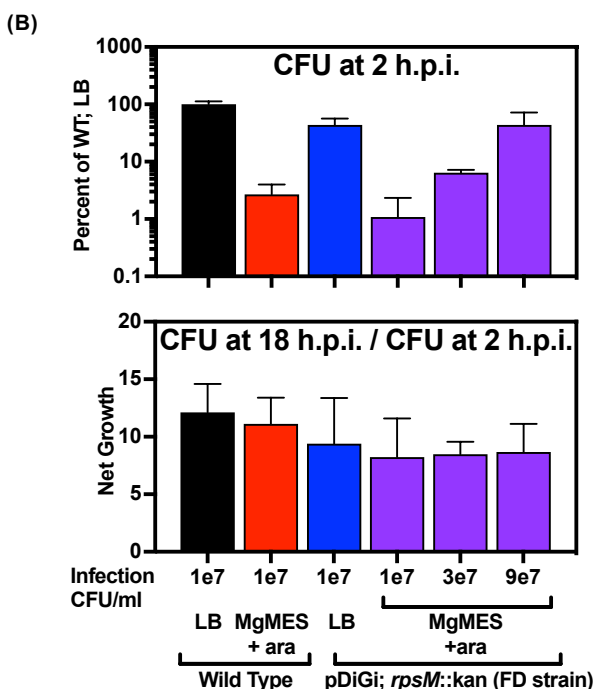 (B)
CFU at 2 h.p.i.
Percent of WT; LB
1000
100
10
1
0.1
CFU at 18 h.p.i. / CFU at 2 h.p.i.
Net Growth
20
15
10
5
0
Infection CFU/ml
1e7 1e7 1e7 1e7 3e7 9e7
LB MgMES + ara LB MgMES +ara
Wild Type pDiGi; rpsM::kan (FD strain)